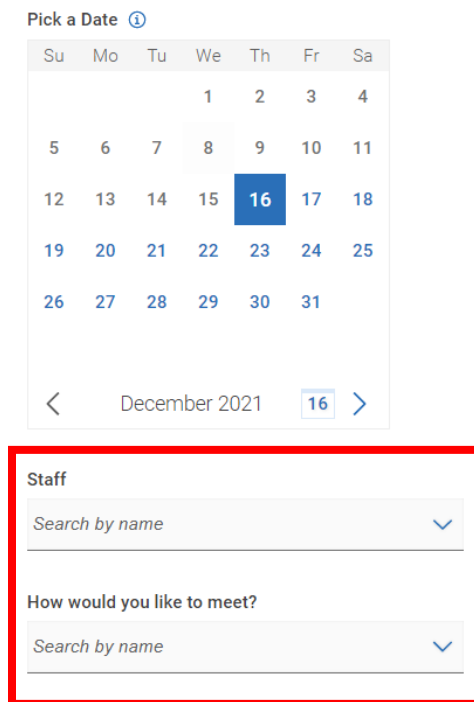 Pick a Date
Su Mo Tu We Th Fr Sa
1 2 3 4
5 6 7 8 9 10 11
12 13 14 15 16 17 18
19 20 21 22 23 24 25
26 27 28 29 30 31
December 2021 16
Staff
Search by name
How would you like to meet?
Search by name